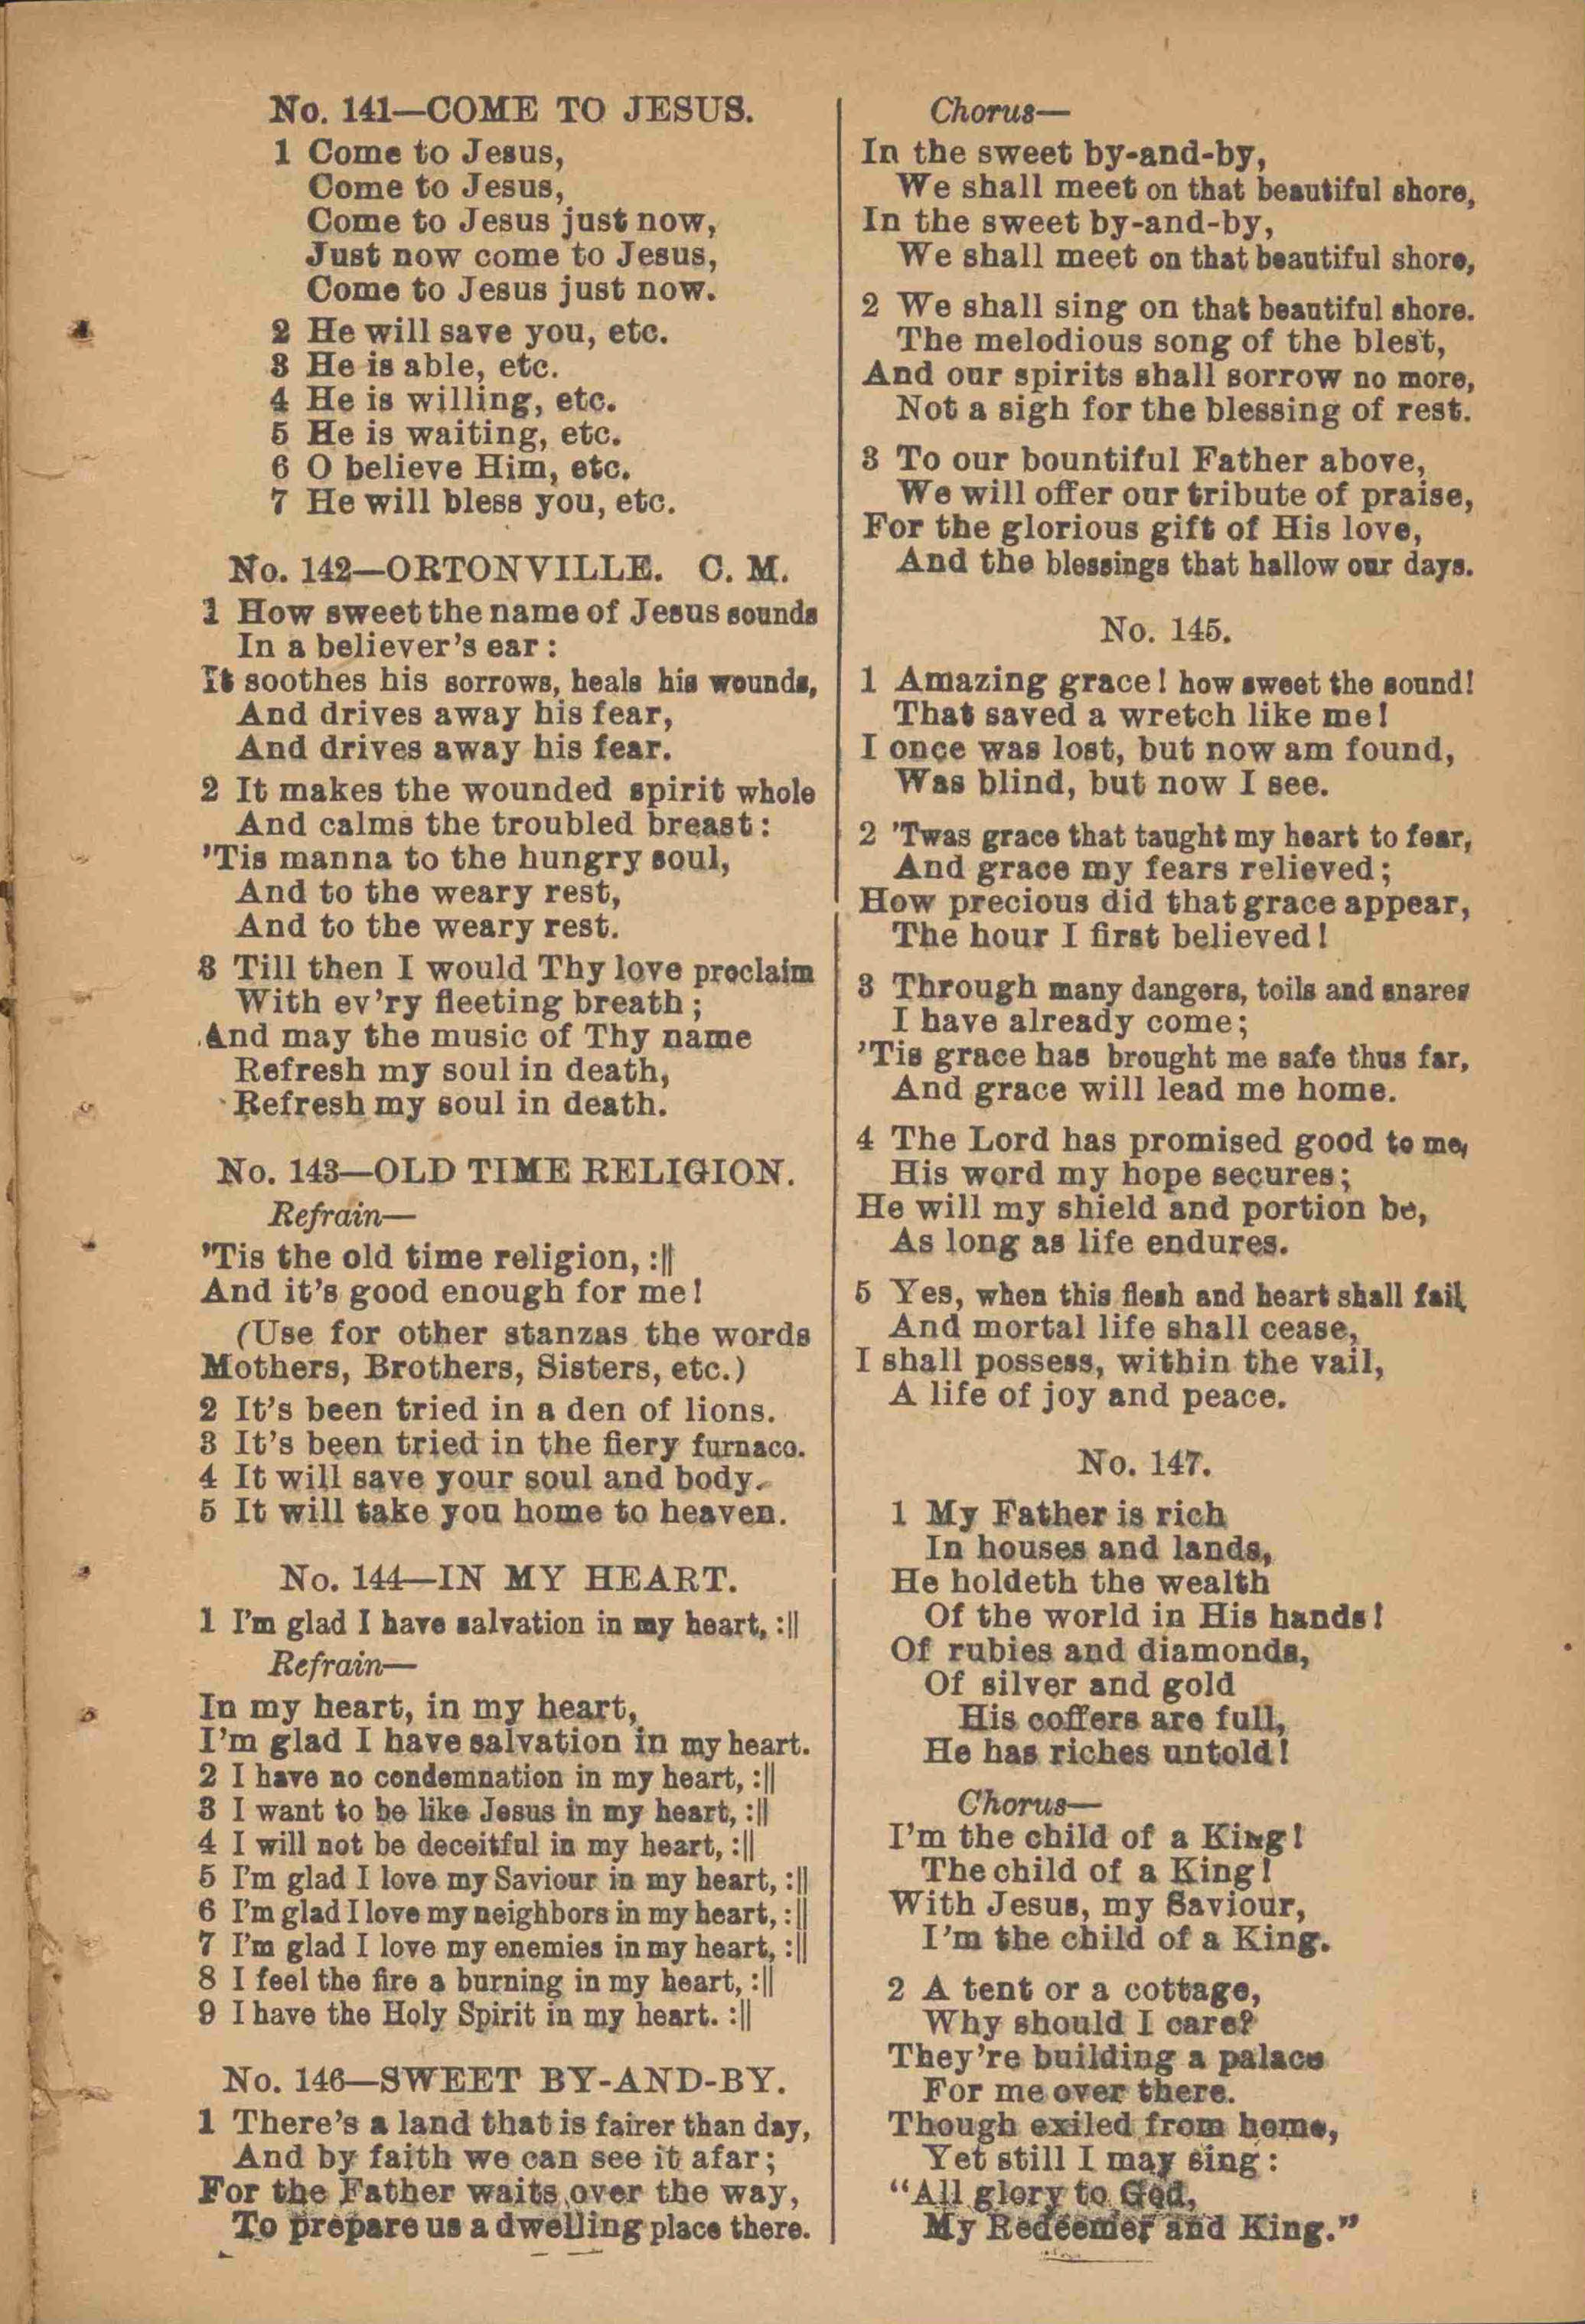 No. 141—COME TO JESUS.
1 Come to Jesus,
Come to Jesus,
Come to Jesus just now,
Just now come to Jesus,
Come to Jesus just now.
2 He will save you, etc.
3 He is able, etc.
4 He is willing, etc.
5 He is waiting, etc.
6 O believe Him, etc.
7 He will bless you, etc.
No. 142—ORTONVILLE. C. M.
1 How sweet the name of Jesus sounds
In a believer's ear:
It soothes his sorrows, heals his wounds,
And drives away his fear,
And drives away his fear.
2 It makes the wounded spirit whole
And calms the troubled breast:
'Tis manna to the hungry soul,
And to the weary rest,
And to the weary rest.
3 Till then I would Thy love proclaim
With ev'ry fleeting breath;
And may the music of Thy name
Refresh my soul in death,
Refresh my soul in death.
No. 143—OLD TIME RELIGION.
Refrain—
'Tis the old time religion, :||
And it's good enough for me!
(Use for other stanzas the words
Mothers, Brothers, Sisters, etc.)
2 It's been tried in a den of lions.
3 It's been tried in the fiery furnaco.
4 It will save your soul and body.
5 It will take you home to heaven.
No. 144—IN MY HEART.
1 I'm glad I have salvation in my heart, :||
Refrain—
In my heart, in my heart,
I'm glad I have salvation in my heart.
2 I have no condemnation in my heart, :||
3 I want to be like Jesus in my heart, :||
4 I will not be deceitful in my heart, :||
5 I'm glad I love my Saviour in my heart, :||
6 I'm glad I love my neighbors in my heart, :||
7 I'm glad I love my enemies in my heart, :||
8 I feel the fire a burning in my heart, :||
9 I have the Holy Spirit in my heart. :||
No. 146—SWEET BY-AND-BY.
1 There's a land that is fairer than day,
And by faith we can see it afar;
For the Father waits over the way,
To prepare us a dwelling place there.
Chorus—
In the sweet by-and-by,
We shall meet on that beautiful shore,
In the sweet by-and-by,
We shall meet on that beautiful shore,
2 We shall sing on that beautiful shore.
The melodious song of the blest,
And our spirits shall sorrow no more,
Not a sigh for the blessing of rest.
3 To our bountiful Father above,
We will offer our tribute of praise,
For the glorious gift of His love,
And the blessings that hallow our days.
No. 145.
1 Amazing grace! how sweet the sound!
That saved a wretch like me!
I once was lost, but now am found,
Was blind, but now I see.
2 'Twas grace that taught my heart to fear,
And grace my fears relieved;
How precious did that grace appear,
The hour I first believed!
3 Through many dangers, toils and snares
I have already come;
'Tis grace has brought me safe thus far,
And grace will lead me home.
4 The Lord has promised good to me,
His word my hope secures;
He will my shield and portion be,
As long as life endures.
5 Yes, when this flesh and heart shall fail,
And mortal life shall cease,
I shall possess, within the vail,
A life of joy and peace.
No. 147.
1 My Father is rich
In houses and lands,
He holdeth the wealth
Of the world in His hands!
Of rubies and diamonds,
Of silver and gold
His coffers are full,
He has riches untold!
Chorus—
I'm the child of a King!
The child of a King!
With Jesus, my Saviour,
I'm the child of a King.
2 A tent or a cottage,
Why should I care?
They're building a palace
For me over there.
Though exiled from home,
Yet still I may sing:
"All glory to God,
My Redeemer and King."